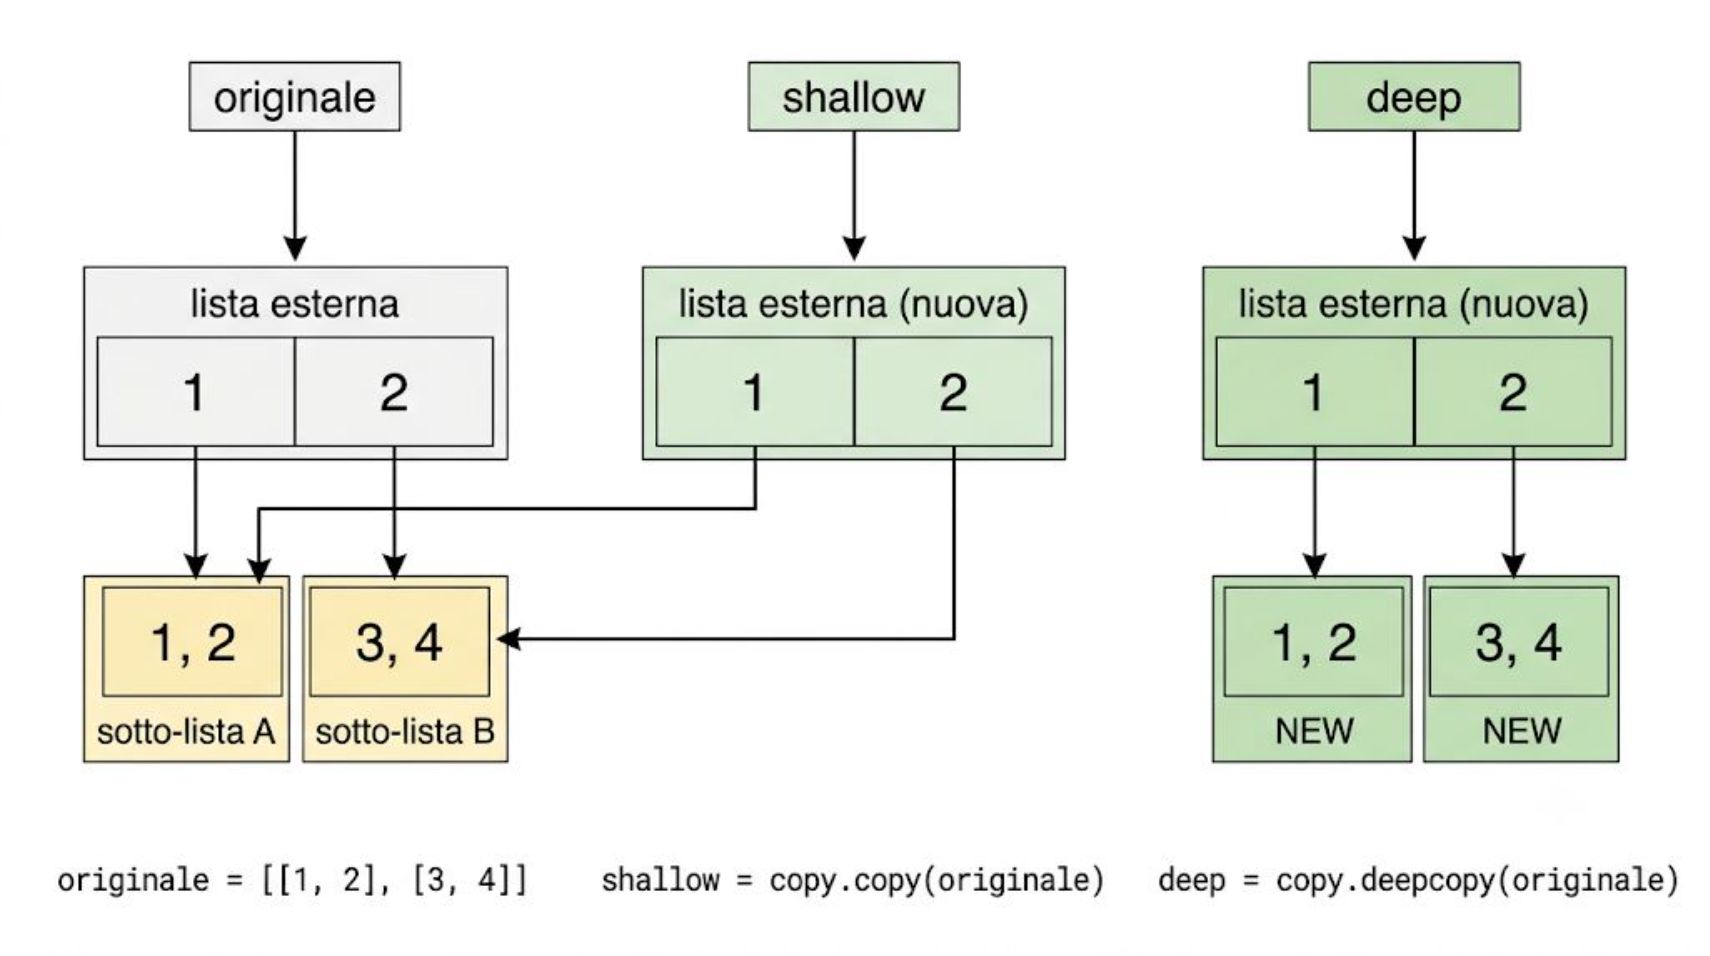 originale
shallow
deep
lista esterna
lista esterna (nuova)
lista esterna (nuova)
1
2
1
2
1
2
1, 2
3, 4
1, 2
3, 4
sotto-lista A
sotto-lista B
NEW
NEW
originale = [[1, 2], [3, 4]]
shallow = copy.copy(originale)
deep = copy.deepcopy(originale)